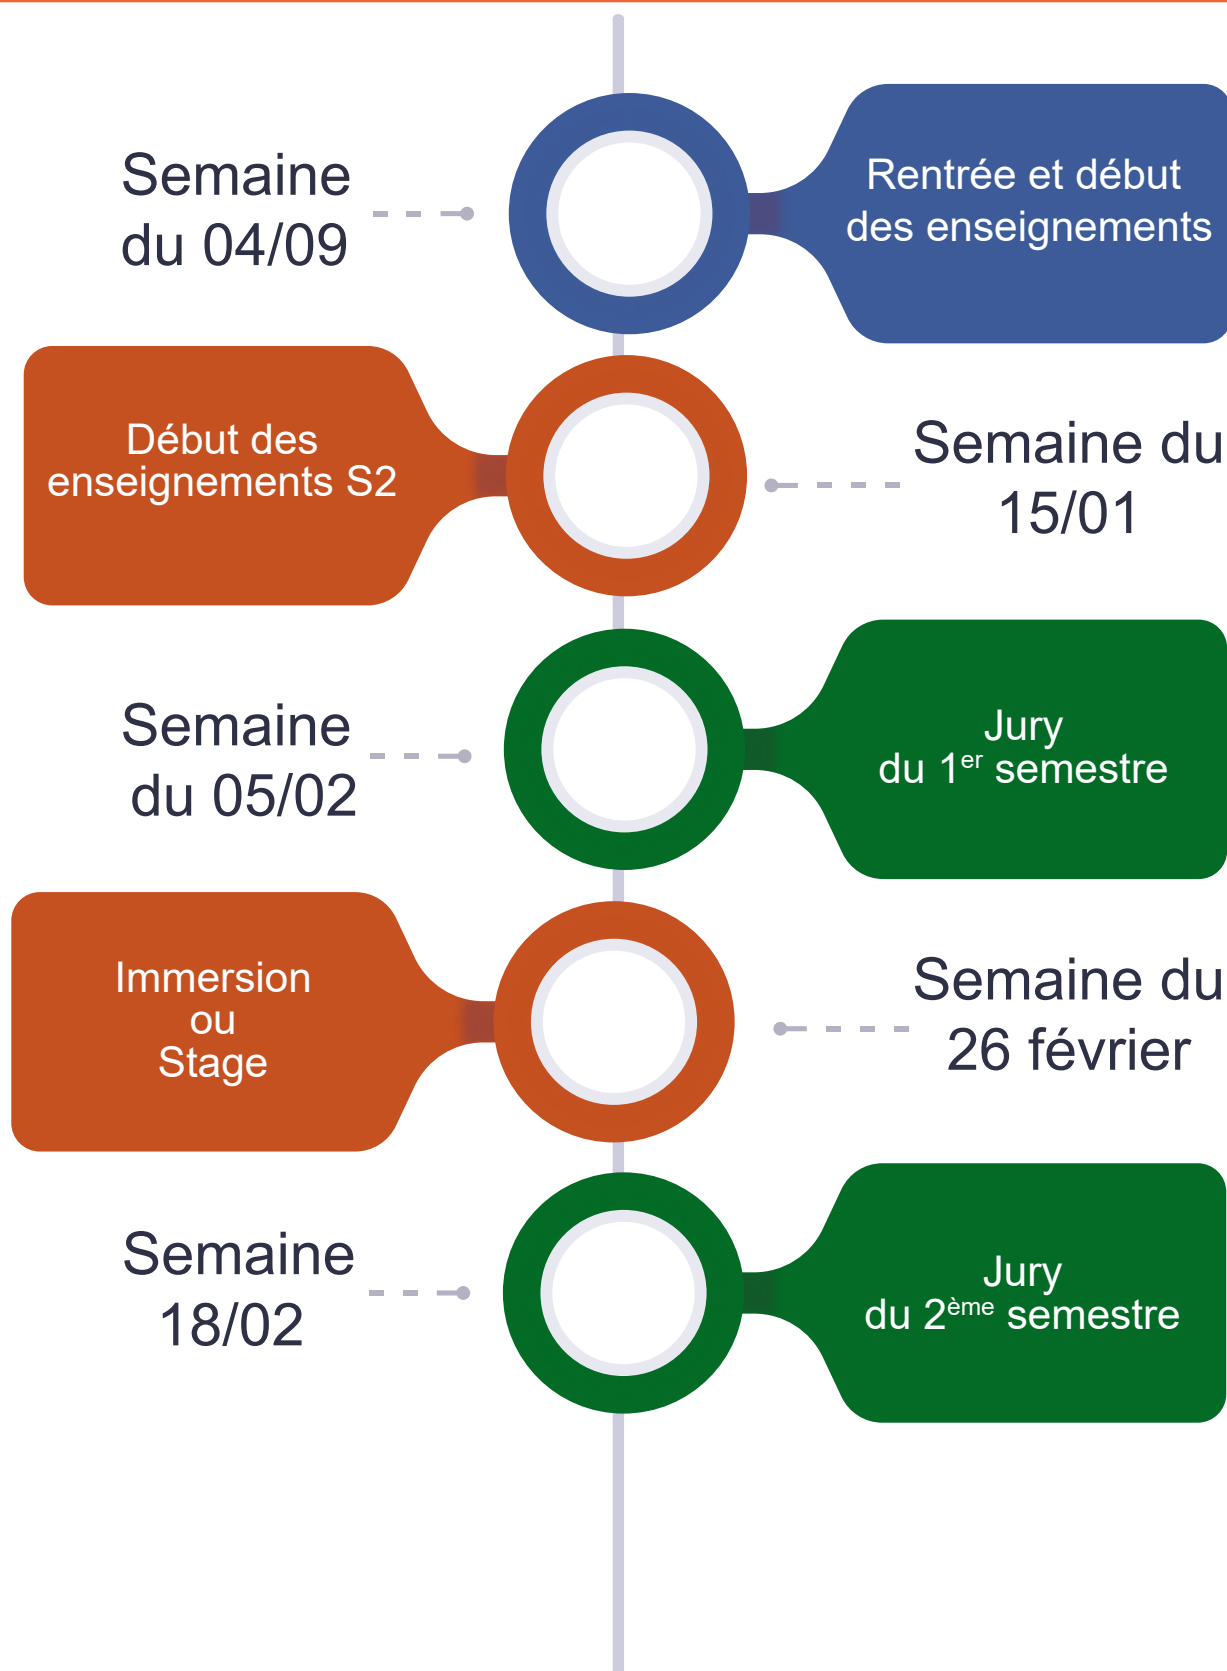 Semaine
du 04/09
Rentrée et début
des enseignements
Début des
enseignements S2
Semaine du
15/01
Semaine
du 05/02
Jury
du 1er semestre
Immersion
ou
Stage
Semaine du
26 février
Semaine
18/02
Jury
du 2ème semestre